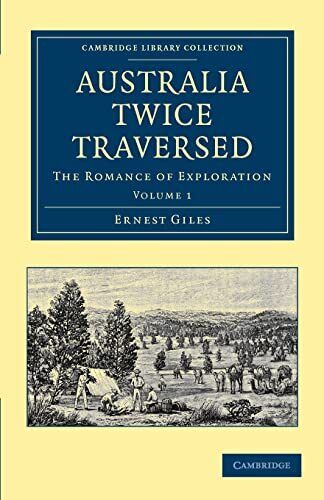 CAMBRIDGE LIBRARY COLLECTION
AUSTRALIA
TWICE
TRAVERSED
THE ROMANCE OF EXPLORATION
VOLUME 1
ERNEST GILES
CAMBRIDGE